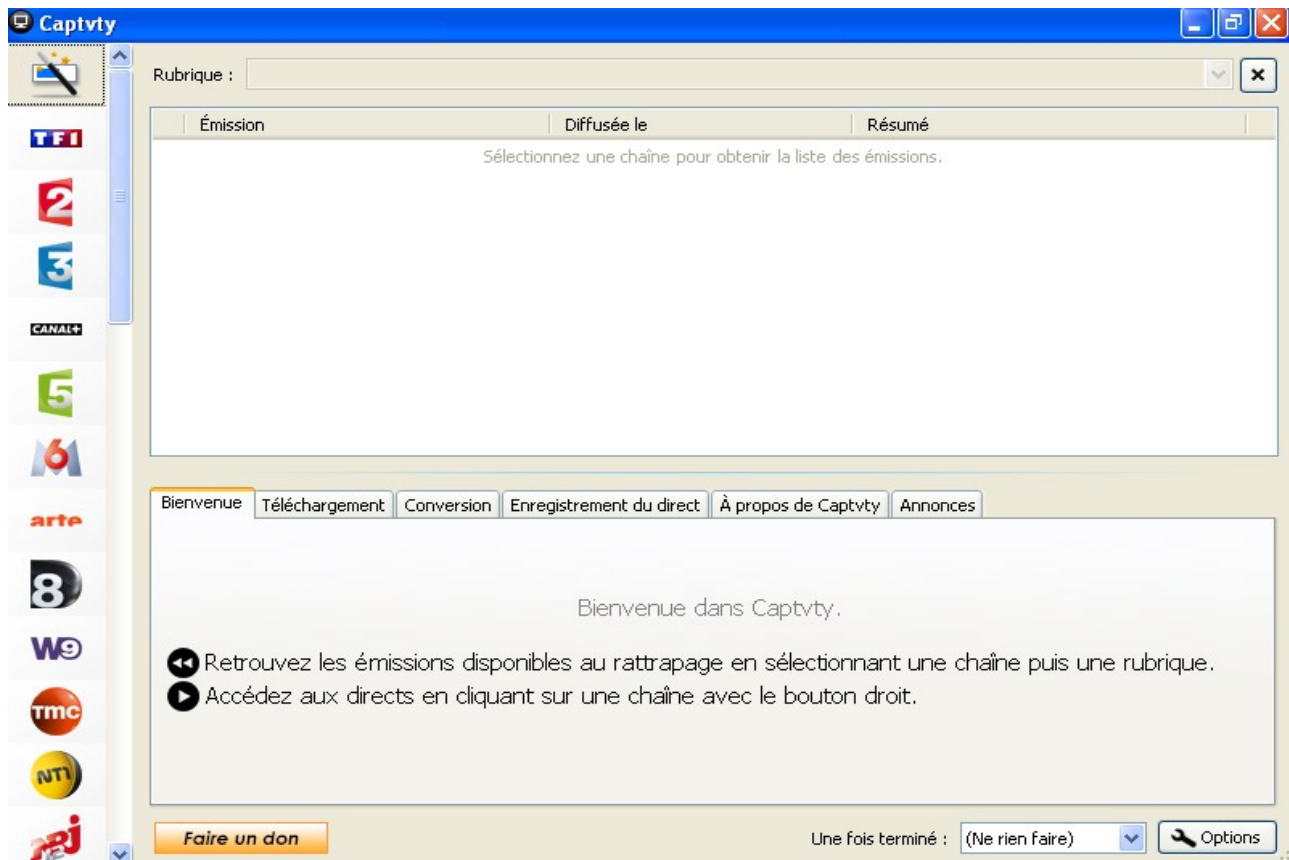 Captvty
Rubrique :
Émission Diffusée le Résumé
Sélectionnez une chaîne pour obtenir la liste des émissions.
TF1
2
3
CANAL+
5
M6
arte
D8
W9
TMC
NT1
NRJ
Bienvenue Téléchargement Conversion Enregistrement du direct À propos de Captvty Annonces
Bienvenue dans Captvty.
Retrouvez les émissions disponibles au rattrapage en sélectionnant une chaîne puis une rubrique.
Accédez aux directs en cliquant sur une chaîne avec le bouton droit.
Faire un don Une fois terminé : (Ne rien faire) Options